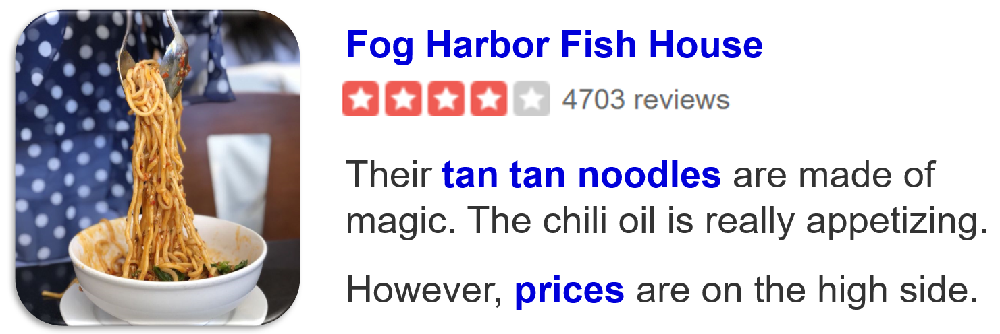 Fog Harbor Fish House
4703 reviews
Their tan tan noodles are made of
magic. The chili oil is really appetizing.
However, prices are on the high side.